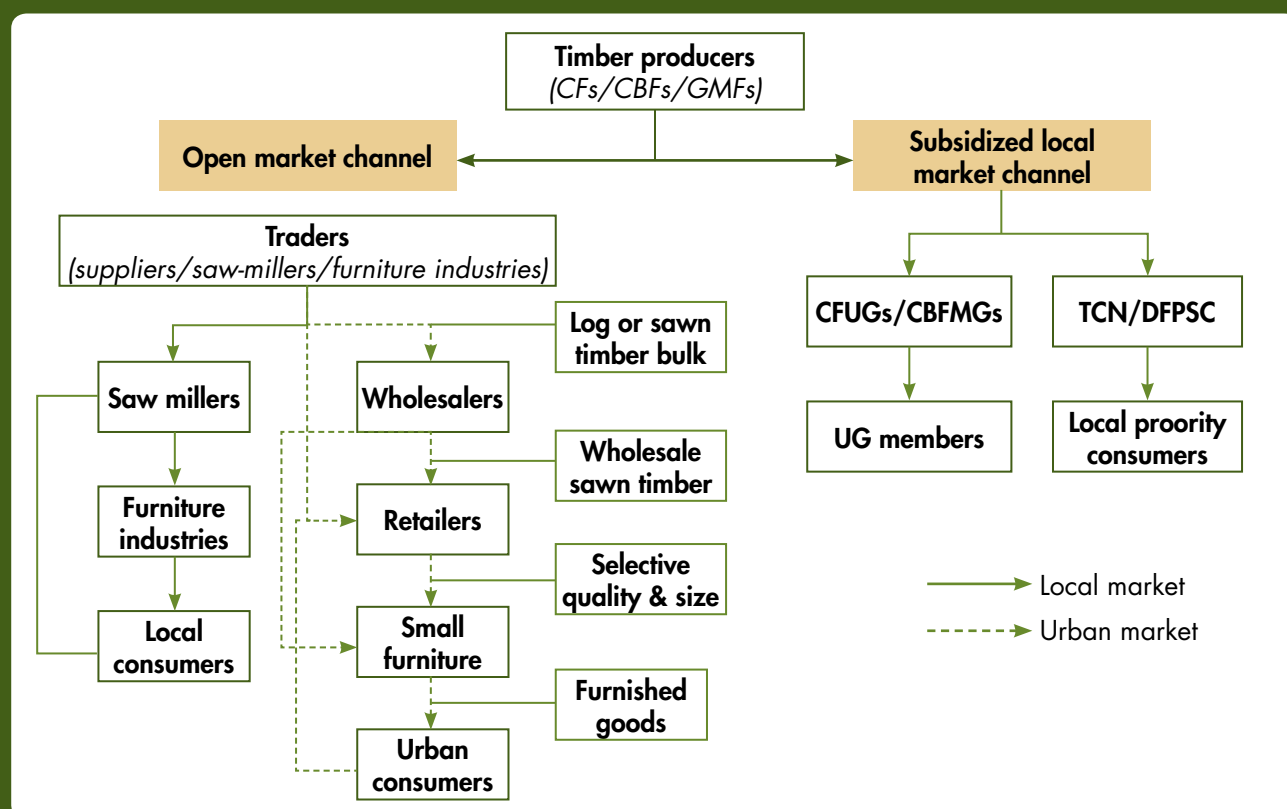 Timber producers
(CFs/CBFs/GMFs)
Open market channel
Subsidized local
market channel
Traders
(suppliers/saw-millers/furniture industries)
Log or sawn
timber bulk
CFUGs/CBFMGs
TCN/DFPSC
Saw millers
Wholesalers
UG members
Local proority
consumers
Wholesale
sawn timber
Furniture
industries
Retailers
Selective
quality & size
Local market
Urban market
Local
consumers
Small
furniture
Furnished
goods
Urban
consumers